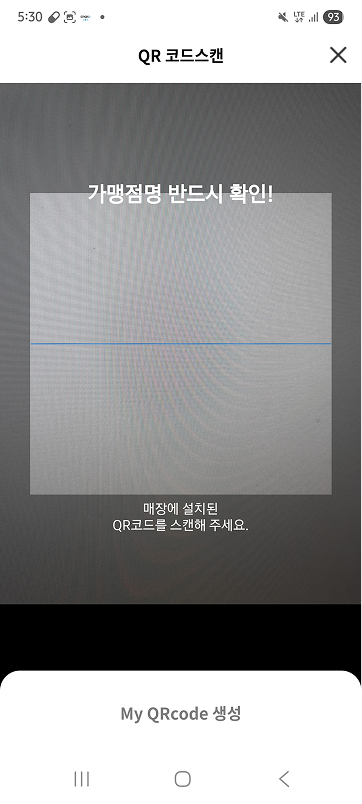 5:30 LTE 93
QR 코드스캔
가맹점명 반드시 확인!
매장에 설치된
QR코드를 스캔해 주세요.
My QRcode 생성